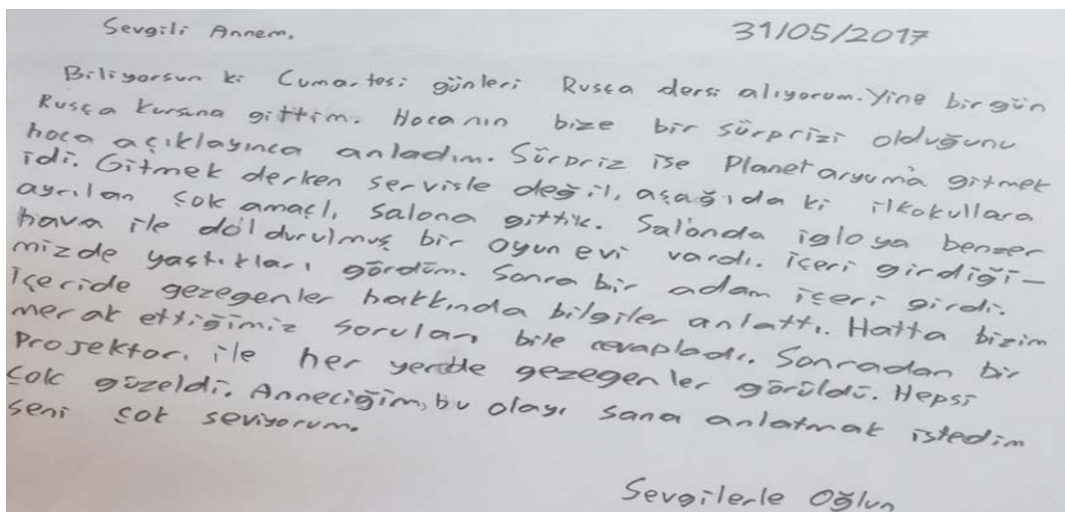 Sevgili Annem,
31/05/2017
Biliyorsun ki Cumartesi günleri Rusça dersi alıyorum. Yine bir gün
Rusça kursuna gittim. Hocanın bize bir sürprizi olduğunu
hoca açıklayınca anladım. Sürpriz ise Planetaryuma gitmek
idi. Gitmek derken servisle değil, aşağıda ki ilkokullara
ayrılan çok amaçlı, salona gittik. Salonda igloya benzer
hava ile doldurulmuş bir oyun evi vardı. İçeri girdiği-
mizde yastıkları gördüm. Sonra bir adam içeri girdi.
İçeride gezegenler hakkında bilgiler anlattı. Hatta bizim
merak ettiğimiz soruları bile cevapladı. Sonradan bir
Projektör ile her yerde gezegenler görüldü. Hepsi
çok güzeldi. Anneciğim, bu olayı sana anlatmak istedim
seni çok seviyorum.
Sevgilerle Oğlun